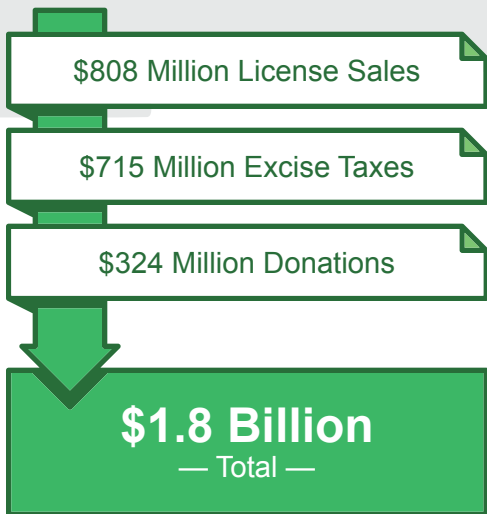 $808 Million License Sales
$715 Million Excise Taxes
$324 Million Donations
$1.8 Billion
— Total —